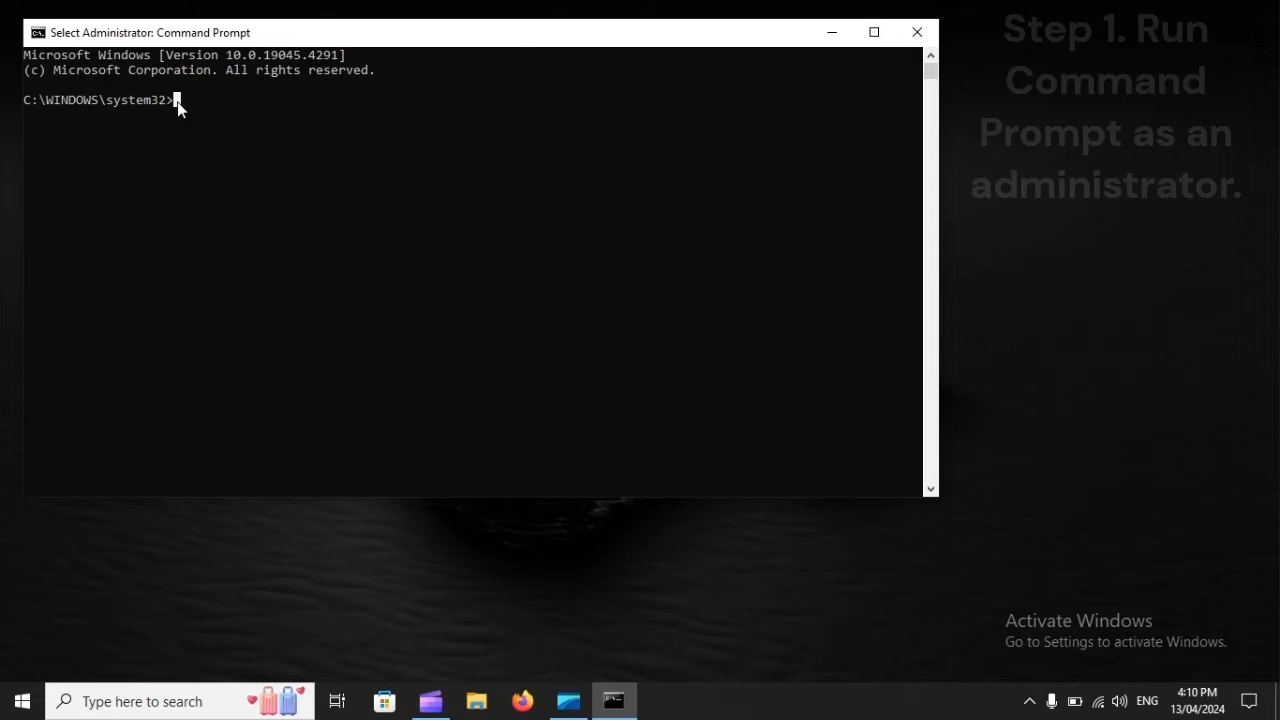 Select Administrator: Command Prompt
Microsoft Windows [Version 10.0.19045.4291]
(c) Microsoft Corporation. All rights reserved.
C:\WINDOWS\system32>
Step 1. Run
Command
Prompt as an
administrator.
Activate Windows
Go to Settings to activate Windows.
Type here to search
ENG
4:10 PM
13/04/2024